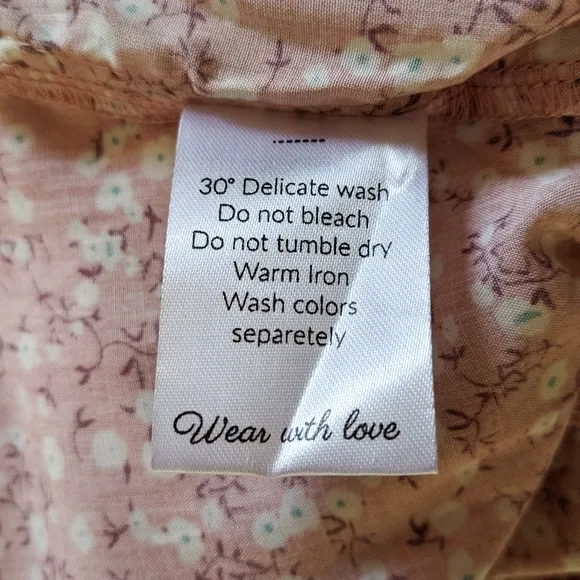 30° Delicate wash
Do not bleach
Do not tumble dry
Warm Iron
Wash colors
separetely
Wear with love